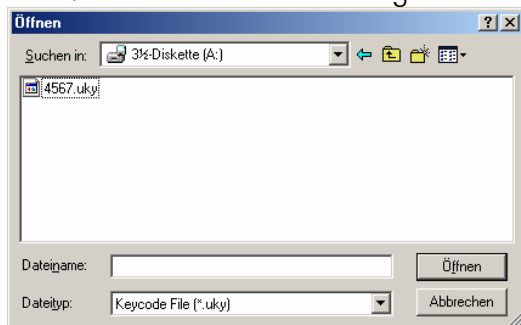 Öffnen
Suchen in: 3½-Diskette (A:)
4567.uky
Dateiname: Öffnen
Dateityp: Keycode File (*.uky) Abbrechen